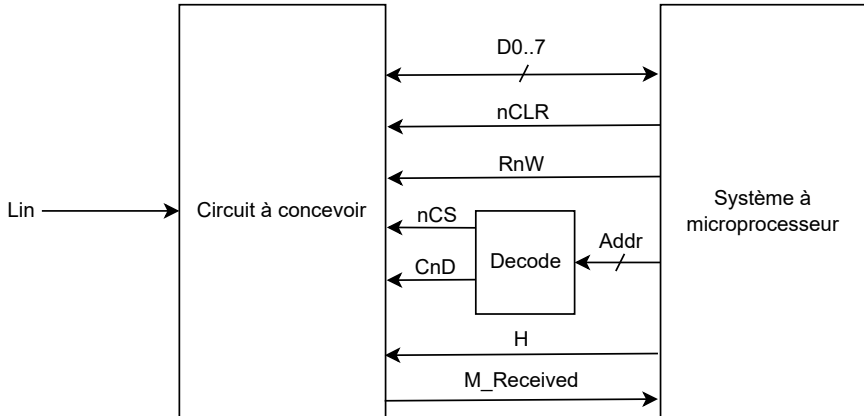 D0..7
nCLR
RnW
Lin
Circuit à concevoir
nCS
Addr
Système à
microprocesseur
CnD
Decode
H
M_Received